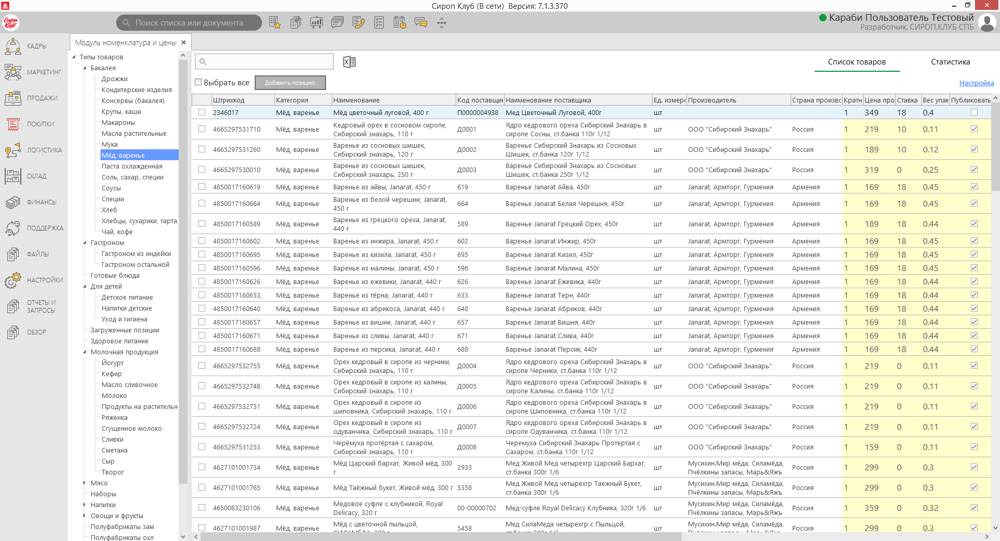 Сироп Клуб (В сети)  Версия: 7.1.3.370
Сироп Клуб
Поиск списка или документа
Караби Пользователь Тестовый
Разработчик. СИРОП.КЛУБ СПБ
КАДРЫ
МАРКЕТИНГ
ПРОДАЖИ
ПОКУПКИ
ЛОГИСТИКА
СКЛАД
ФИНАНСЫ
ПОДДЕРЖКА
ФАЙЛЫ
НАСТРОЙКИ
ОТЧЕТЫ И
ЗАПРОСЫ
ОБЗОР
Модуль номенклатура и цены
Типы товаров
Бакалея
Дрожжи
Кондитерские изделия
Консервы (бакалея)
Крупы, каши
Макароны
Масла растительные
Мука
Мёд, варенье
Паста охлажденная
Соль, сахар, специи
Соусы
Специи
Хлеб
Хлебцы, сухарики, тарта
Чай, кофе
Гастроном
Гастроном из индейки
Гастроном остальной
Готовые блюда
Для детей
Детское питание
Напитки детские
Уход и гигиена
Загруженные позиции
Здоровое питание
Молочная продукция
Йогурт
Кефир
Масло сливочное
Молоко
Продукты на растительн
Ряженка
Сгущенное молоко
Сливки
Сметана
Сыр
Творог
Мясо
Наборы
Напитки
Овощи и фрукты
Полуфабрикаты зам
Полуфабрикаты охл
Список товаров
Статистика
Выбрать все
Добавить позицию
Настройка
Штрихкод Категория Наименование Код поставщик Наименование поставщика Ед. измере Производитель Страна произвс Кратн Цена про Ставка Вес упак Публиковать
2346017 Мёд, варенье Мёд цветочный луговой, 400 г П0000004938 Мед Цветочный Луговой, 400г шт 1 349 18 0.4
Кедровый орех в сосновом сиропе, Ядро кедрового ореха Сибирский Знахарь в
4665297531710 Мёд, варенье Д0001 шт ООО "Сибирский Знахарь" Россия 1 219 10 0.11
Сибирский знахарь, 110 г сиропе Сосны, ст.банка 110г 1/12
Варенье из сосновых шишек, Варенье Сибирский Знахарь из Сосновых
4665297531260 Мёд, варенье Д0002 шт ООО "Сибирский Знахарь" Россия 1 189 10 0.12
Сибирский знахарь, 120 г Шишек, ст.банка 120г 1/12
Варенье из сосновых шишек, Варенье Сибирский Знахарь из Сосновых
4665297530010 Мёд, варенье Д0003 шт ООО "Сибирский Знахарь" Россия 1 319 0 0.25
Сибирский знахарь, 250 г Шишек, ст.банка 250г 1/12
4850017160619 Мёд, варенье Варенье из айвы, Janarat, 450 г 619 Варенье Janarat Айва, 450г шт Janarat, Армторг, Гурмения Армения 1 169 18 0.45
Варенье из белой черешни, Janarat,
4850017160664 Мёд, варенье 664 Варенье Janarat Белая Черешня, 450г шт Janarat, Армторг, Гурмения Армения 1 169 18 0.45
450 г
Варенье из грецкого ореха, Janarat,
4850017160589 Мёд, варенье 589 Варенье Janarat Грецкий Орех, 450г шт Janarat, Армторг, Гурмения Армения 1 189 18 0.44
440 г
4850017160602 Мёд, варенье Варенье из инжира, Janarat, 450 г 602 Варенье Janarat Инжир, 450г шт Janarat, Армторг, Гурмения Армения 1 169 18 0.45
4850017160695 Мёд, варенье Варенье из кизила, Janarat, 450 г 695 Варенье Janarat Кизил, 450г шт Janarat, Армторг, Гурмения Армения 1 169 18 0.45
4850017160596 Мёд, варенье Варенье из малины, Janarat, 450 г 596 Варенье Janarat Малина, 450г шт Janarat, Армторг, Гурмения Армения 1 169 18 0.45
4850017160626 Мёд, варенье Варенье из ежевики, Janarat, 440 г 626 Варенье Janarat Ежевика, 440г шт Janarat, Армторг, Гурмения Армения 1 169 18 0.44
4850017160633, Мёд, варенье Варенье из тёрна, Janarat, 440 г 633 Варенье Janarat Терн, 440г шт Janarat, Армторг, Гурмения Армения 1 169 18 0.44
4850017160640 Мёд, варенье Варенье из абрикоса, Janarat, 440 г 640 Варенье Janarat Абриков, 440г шт Janarat, Армторг, Гурмения Армения 1 169 18 0.44
4850017160657 Мёд, варенье Варенье из вишни, Janarat, 440 г 657 Варенье Janarat Вишня, 440г шт Janarat, Армторг, Гурмения Армения 1 169 18 0.44
4850017160671 Мёд, варенье Варенье из сливы, Janarat, 440 г 671 Варенье Janarat Слива, 440г шт Janarat, Армторг, Гурмения Армения 1 169 18 0.44
4850017160688 Мёд, варенье Варенье из персика, Janarat, 440 г 688 Варенье Janarat Персик, 440г шт Janarat, Армторг, Гурмения Армения 1 169 18 0.44
Орех кедровый в сиропе из черники, Ядро кедрового ореха Сибирский Знахарь в
4665297532755 Мёд, варенье Д0004 шт ООО "Сибирский Знахарь" Россия 1 219 0 0.11
Сибирский знахарь, 110 г сиропе Черники, ст.банка 110г 1/12
Орех кедровый в сиропе из калины, Ядро кедрового ореха Сибирский Знахарь в
4665297532748 Мёд, варенье Д0005 шт ООО "Сибирский Знахарь" Россия 1 219 0 0.11
Сибирский знахарь, 110 г сиропе Калины, ст.банка 110г 1/12
Орех кедровый в сиропе из Ядро кедрового ореха Сибирский Знахарь в
4665297532731 Мёд, варенье Д0006 шт ООО "Сибирский Знахарь" Россия 1 219 0 0.11
шиповника, Сибирский знахарь, 110 г сиропе Шиповника, ст.банка 110г 1/12
Орех кедровый в сиропе из Ядро кедрового ореха Сибирский Знахарь в
4665297532724 Мёд, варенье Д0007 шт ООО "Сибирский Знахарь" Россия 1 219 0 0.11
одуванчика, Сибирский знахарь, 110 г сиропе Одуванчика, ст.банка 110г 1/12
Черёмуха протёртая с сахаром, Черемуха Сибирский Знахарь Протертая с
4665297531253 Мёд, варенье Д0008 шт ООО "Сибирский Знахарь" Россия 1 159 0 0.11
Сибирский знахарь, 110 г Сахаром, ст.банка 110г 1/12
Мёд Царский бархат, Живой мёд, 300 Мед Живой Мед четырехгр Царский Бархат, Мусихин.Мир мёда, Силамёда,
4627101001734 Мёд, варенье 2933 шт Россия 1 299 0 0.3
г ст.банка 300г 1/6 Пчёлкины запасы, Марь&Яжъ
Мед Живой Мед четырехгр Таежный Букет, Мусихин.Мир мёда, Силамёда,
4627101001765 Мёд, варенье Мёд Таёжный букет, Живой мёд, 300 г 5358 шт Россия 1 299 0 0.3
ст.банка 300г 1/6 Пчёлкины запасы, Марь&Яжъ
Медовое суфле с клубникой, Royal Мусихин.Мир мёда, Силамёда,
4650083230106 Мёд, варенье 00-00000702 Мед-суфле Royal Delicacy Клубника, 320г 1/6 шт Россия 1 359 0 0.32
Delicacy, 320 г Пчёлкины запасы, Марь&Яжъ
Мёд с цветочной пыльцой, Мед СилаМеда четырехгр с Пыльцой, Мусихин.Мир мёда, Силамёда,
4627101001987 Мёд, варенье 5458 шт Россия 1 299 0 0.3